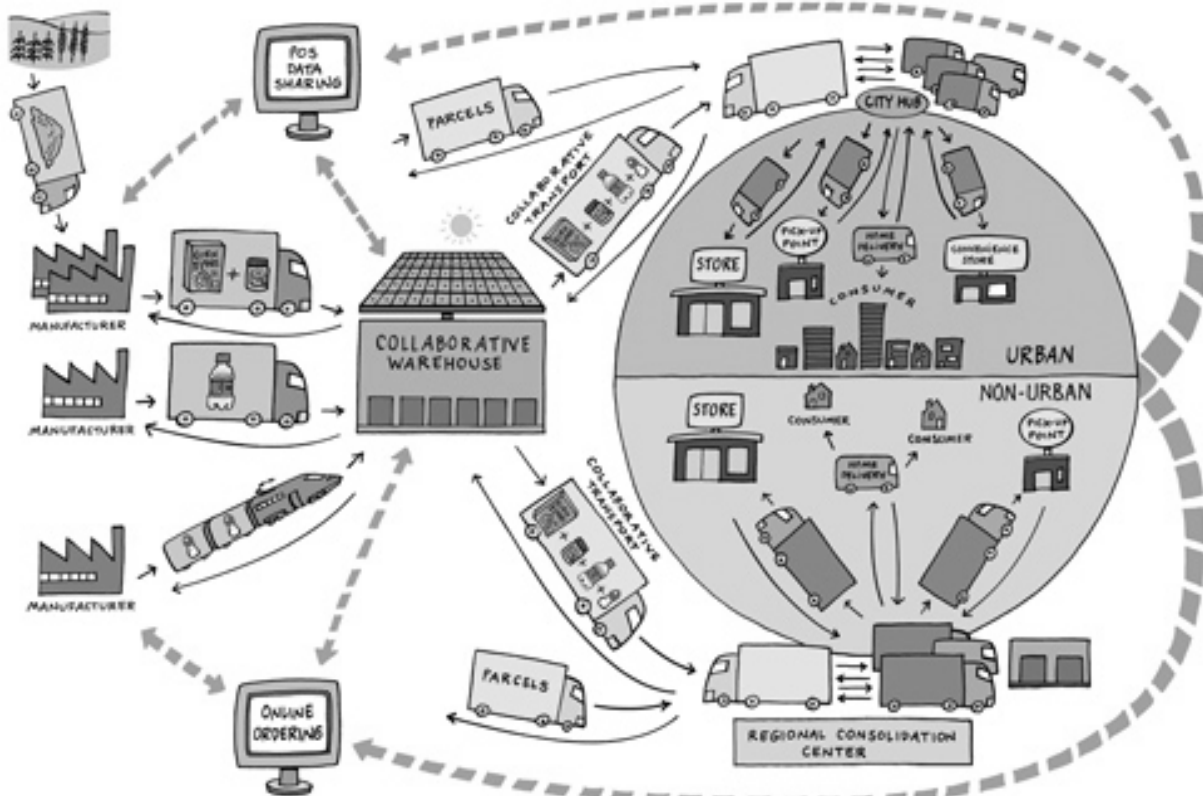 POS
DATA
SHARING
PARCELS
COLLABORATIVE
TRANSPORT
CITY HUB
MANUFACTURER
COLLABORATIVE
WAREHOUSE
STORE
PICK-UP
POINT
HOME
DELIVERY
CONVENIENCE
STORE
CONSUMER
URBAN
MANUFACTURER
NON-URBAN
STORE
CONSUMER
CONSUMER
PICK-UP
POINT
HOME
DELIVERY
COLLABORATIVE
TRANSPORT
MANUFACTURER
PARCELS
ONLINE
ORDERING
REGIONAL CONSOLIDATION
CENTER